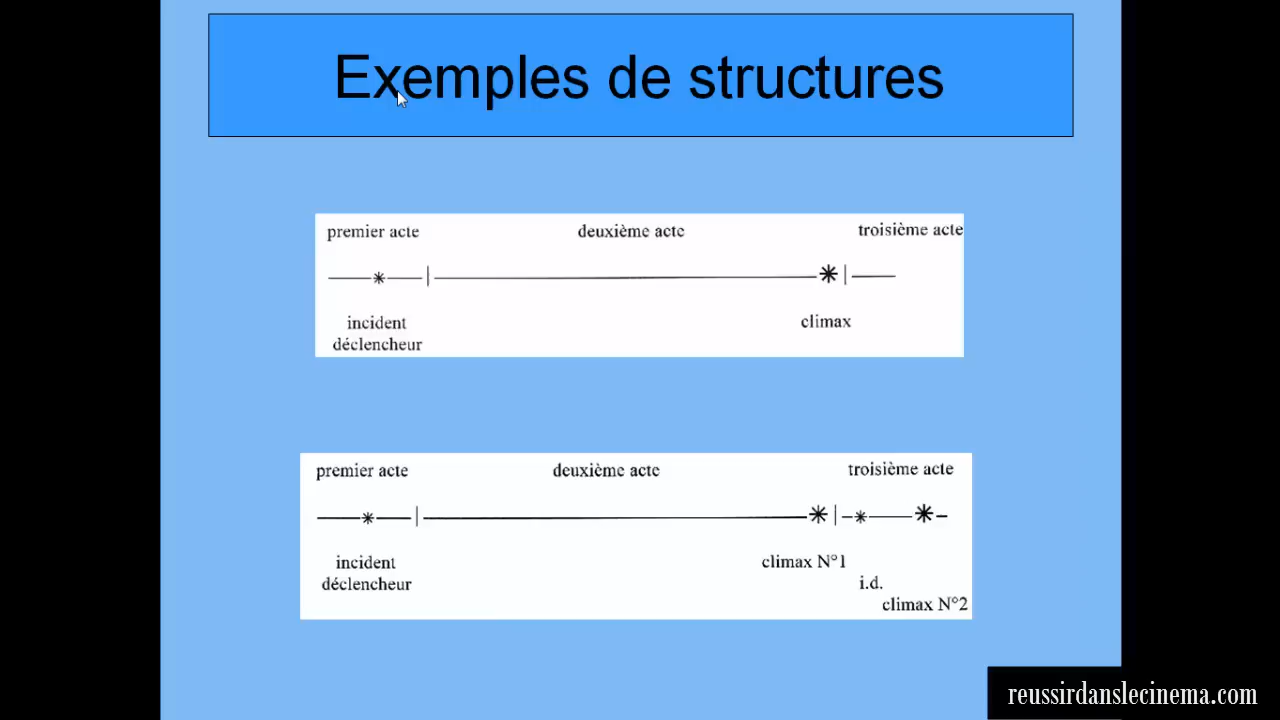 Exemples de structures
premier acte deuxième acte troisième acte
incident climax
déclencheur
premier acte deuxième acte troisième acte
incident climax N°1
déclencheur i.d.
climax N°2
reussirdanslecinema.com